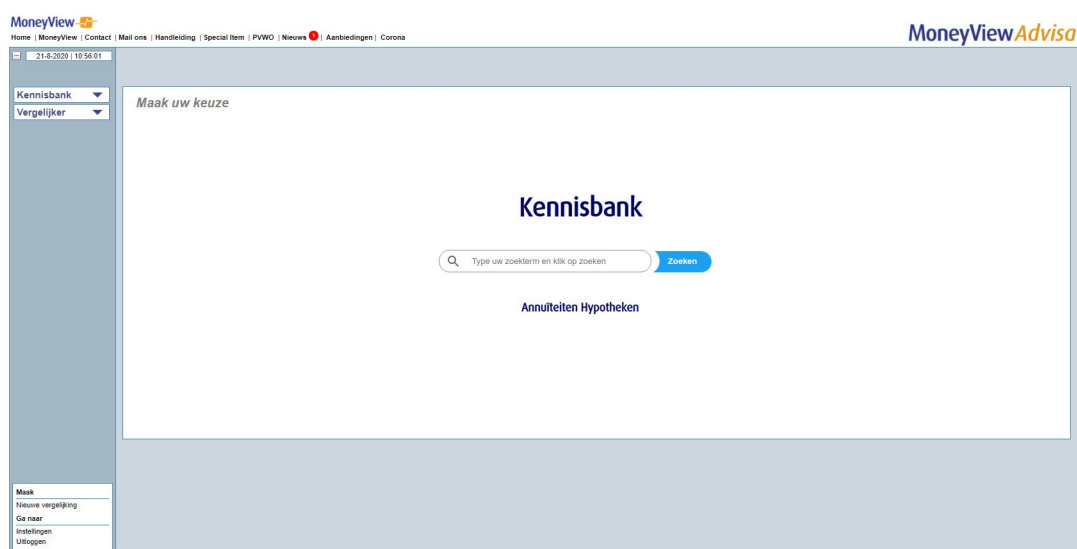 MoneyView
Home | MoneyView | Contact | Mail ons | Handleiding | Special Item | PVWO | Nieuws 1 | Aanbiedingen | Corona
MoneyView Advisa
21-8-2020 | 10:56:01
Kennisbank
Vergelijker
Maak uw keuze
Kennisbank
Type uw zoekterm en klik op zoeken
Zoeken
Annuïteiten Hypotheken
Maak
Nieuwe vergelijking
Ga naar
Instellingen
Uitloggen